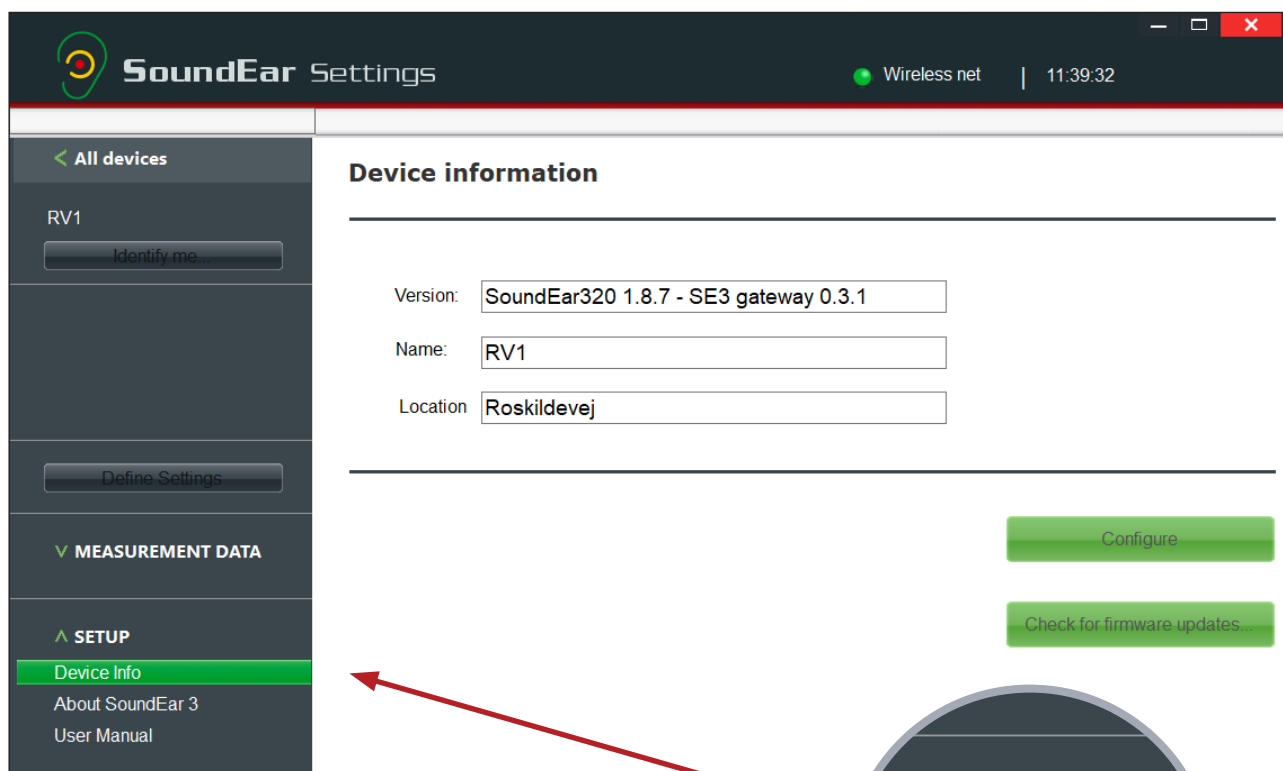 SoundEar Settings
Wireless net | 11:39:32
< All devices
RV1
Identify me...
Define Settings
MEASUREMENT DATA
SETUP
Device Info
About SoundEar 3
User Manual
Device information
Version: SoundEar320 1.8.7 - SE3 gateway 0.3.1
Name: RV1
Location Roskildevej
Configure
Check for firmware updates...